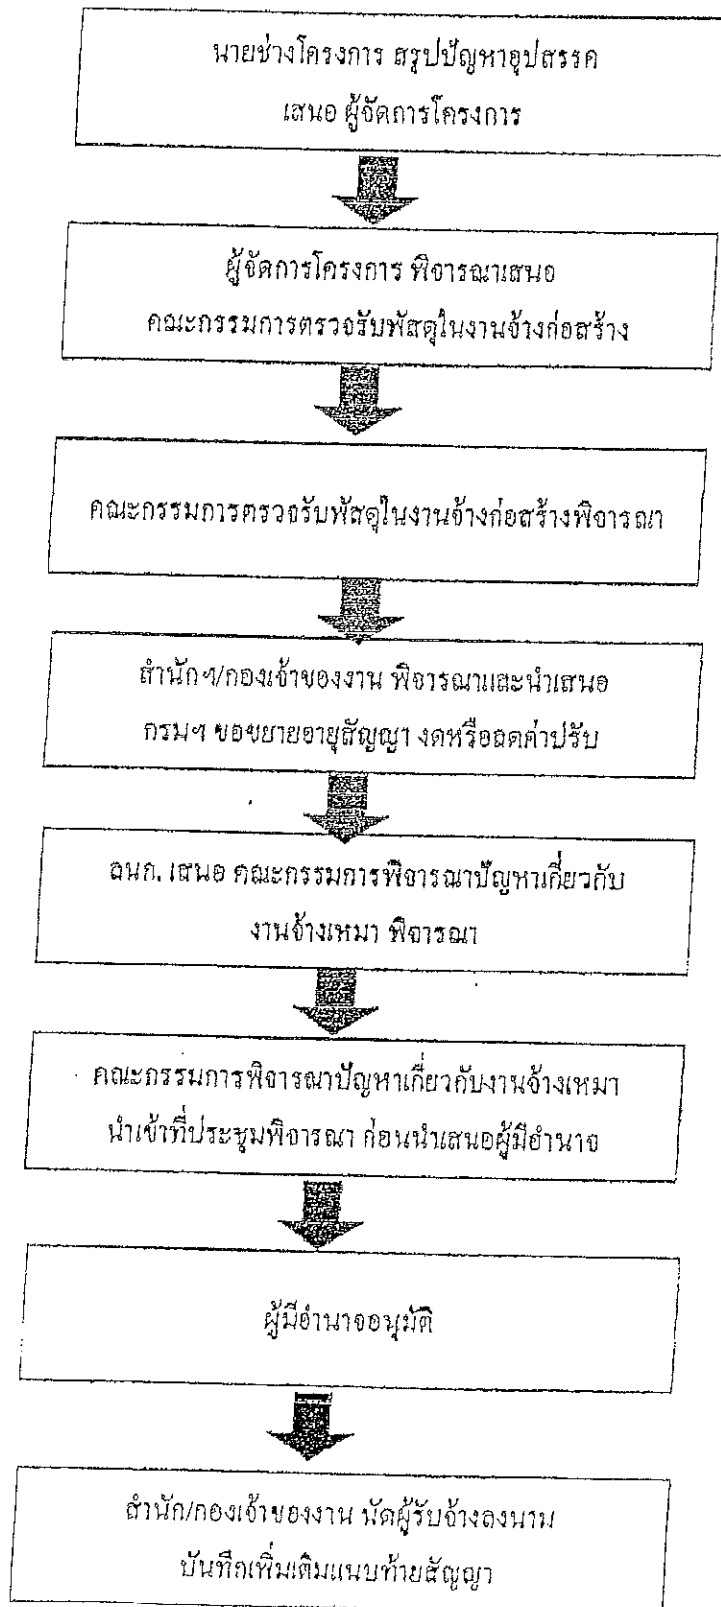 นายช่างโครงการ สรุปปัญหาอุปสรรค
เสนอ ผู้จัดการโครงการ
ผู้จัดการโครงการ พิจารณาเสนอ
คณะกรรมการตรวจรับพัสดุในงานจ้างก่อสร้าง
คณะกรรมการตรวจรับพัสดุในงานจ้างก่อสร้างพิจารณา
สำนักฯ/กองเจ้าของงาน พิจารณาและนำเสนอ
กรมฯ ขอขยายอายุสัญญา งดหรือลดค่าปรับ
ลนก. เสนอ คณะกรรมการพิจารณาปัญหาเกี่ยวกับ
งานจ้างเหมา พิจารณา
คณะกรรมการพิจารณาปัญหาเกี่ยวกับงานจ้างเหมา
นำเข้าที่ประชุมพิจารณา ก่อนนำเสนอผู้มีอำนาจ
ผู้มีอำนาจอนุมัติ
สำนัก/กองเจ้าของงาน นัดผู้รับจ้างลงนาม
บันทึกเพิ่มเติมแนบท้ายสัญญา